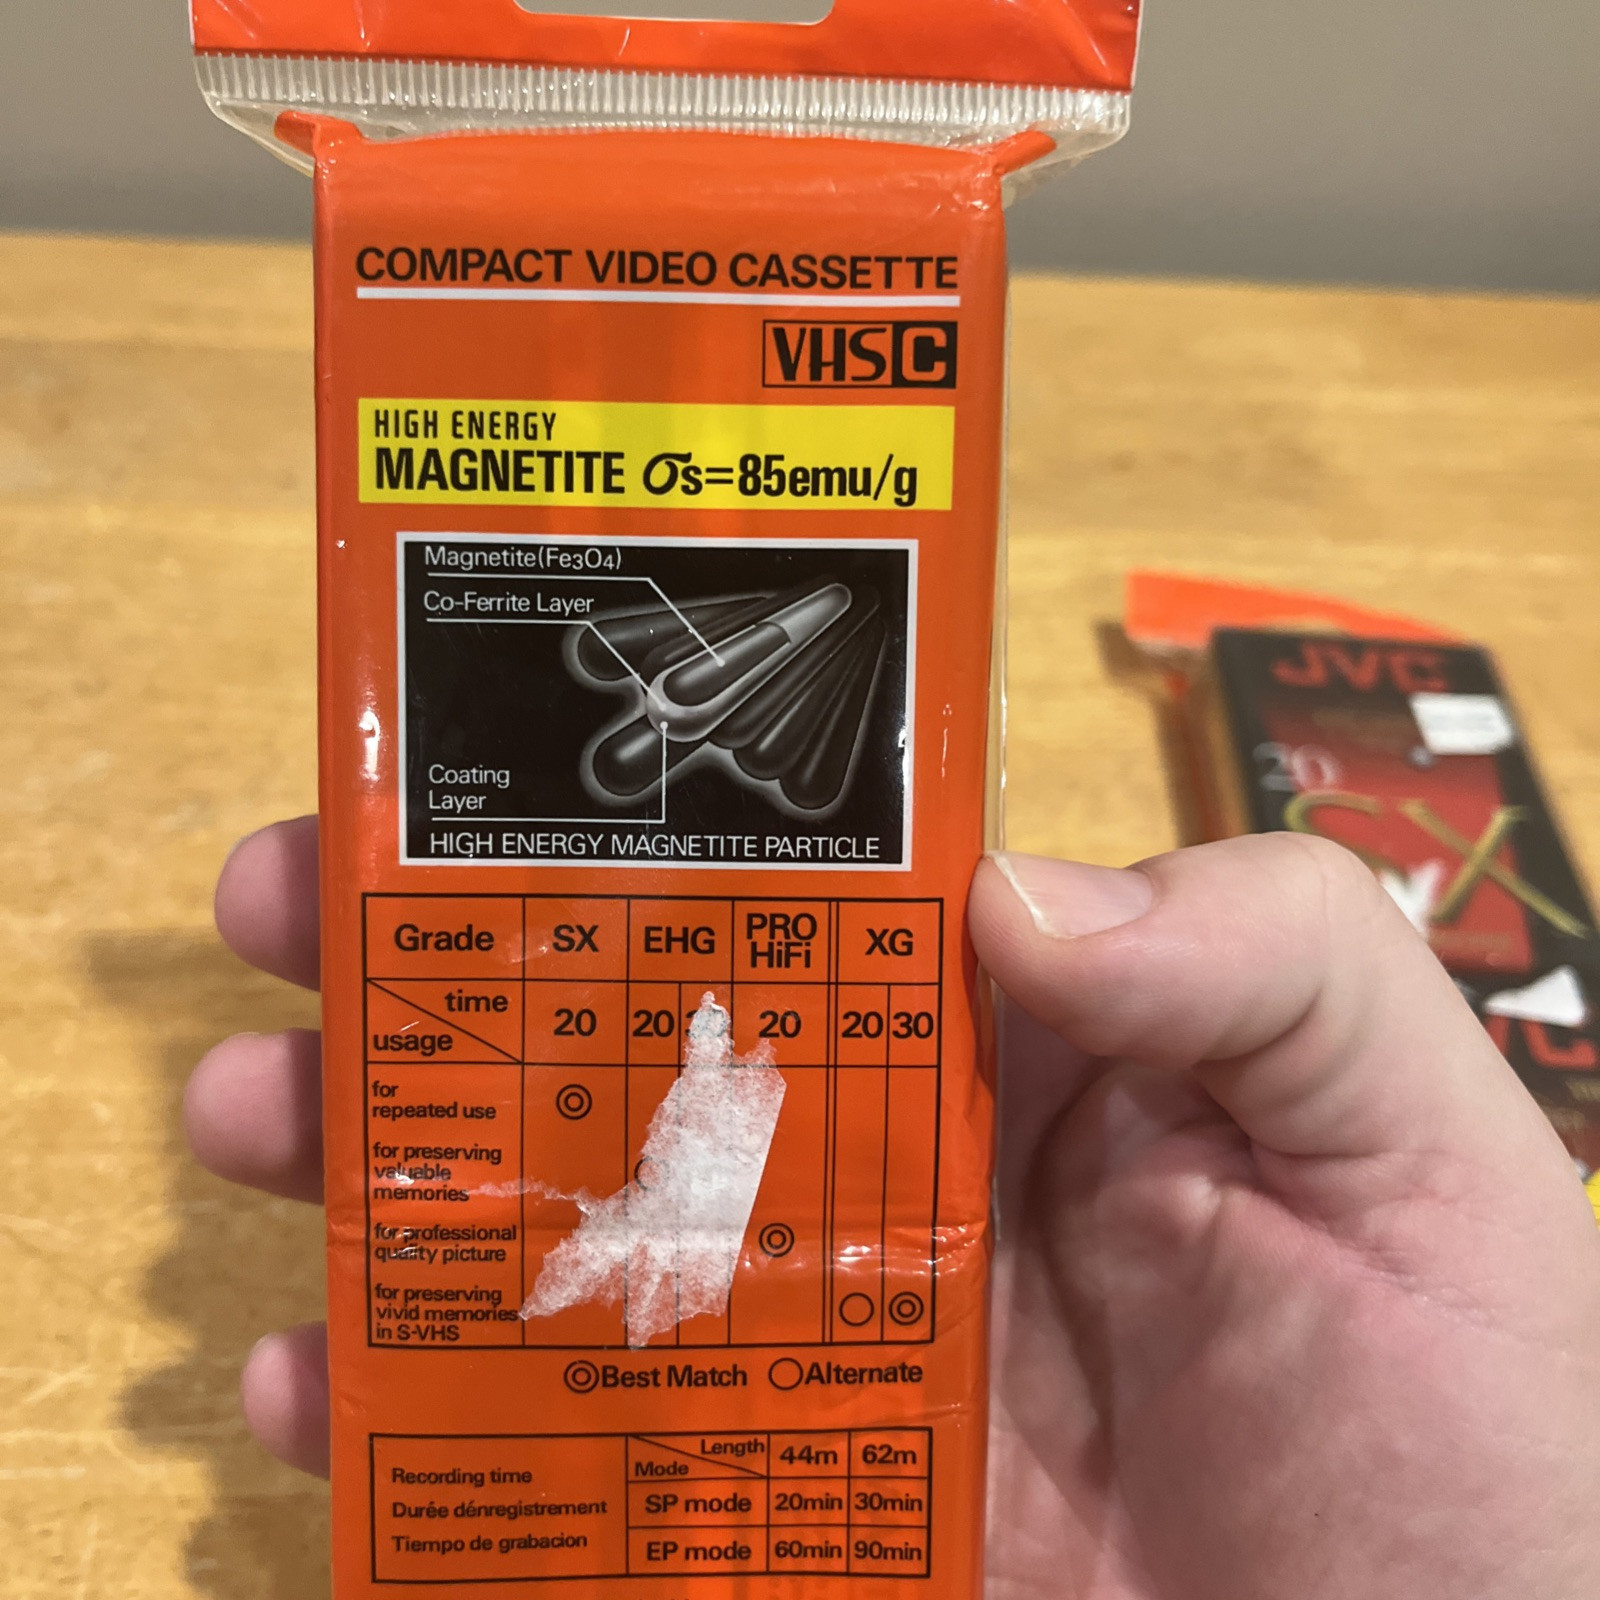 COMPACT VIDEO CASSETTE
VHS C
HIGH ENERGY
MAGNETITE σs=85emu/g
Magnetite(Fe3O4)
Co-Ferrite Layer
Coating
Layer
HIGH ENERGY MAGNETITE PARTICLE
Grade SX EHG PRO HiFi XG
time
usage
20 20 20 20 30
for
repeated use ◎
for preserving
valuable
memories
for professional
quality picture ◎
for preserving
vivid memories
in S-VHS ○ ◎
◎Best Match ○Alternate
Recording time
Durée dénregistrement
Tiempo de grabacion
Length
Mode
44m 62m
SP mode 20min 30min
EP mode 60min 90min
JVC
20
SX